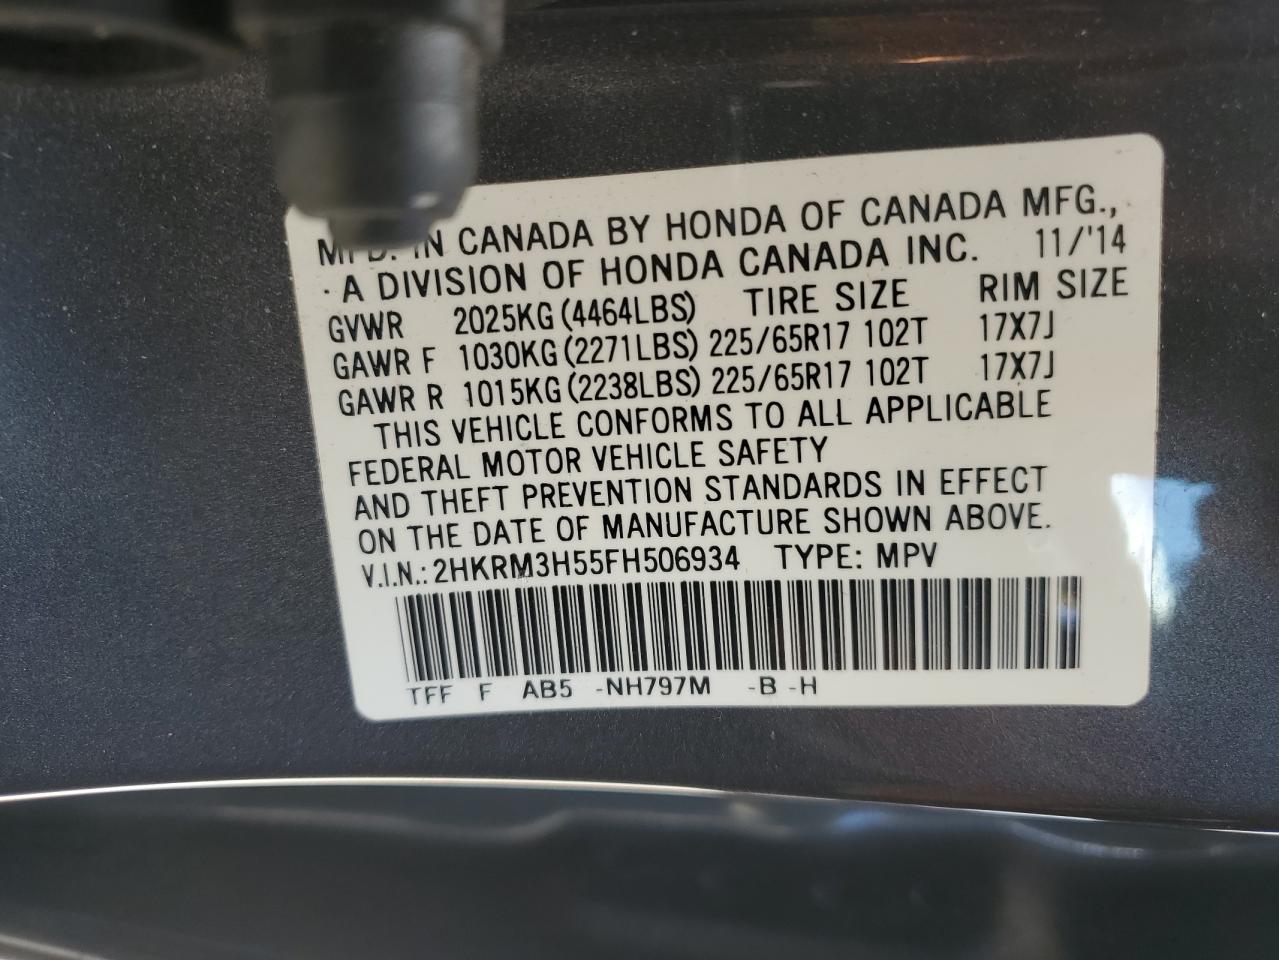 MFD. IN CANADA BY HONDA OF CANADA MFG.,
· A DIVISION OF HONDA CANADA INC. 11/'14
GVWR 2025KG (4464LBS) TIRE SIZE RIM SIZE
GAWR F 1030KG (2271LBS) 225/65R17 102T 17X7J
GAWR R 1015KG (2238LBS) 225/65R17 102T 17X7J
THIS VEHICLE CONFORMS TO ALL APPLICABLE
FEDERAL MOTOR VEHICLE SAFETY
AND THEFT PREVENTION STANDARDS IN EFFECT
ON THE DATE OF MANUFACTURE SHOWN ABOVE.
V.I.N.: 2HKRM3H55FH506934 TYPE: MPV
TFF F AB5 -NH797M -B -H